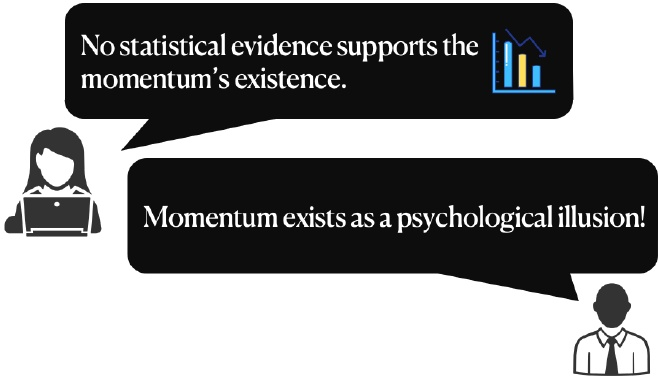 No statistical evidence supports the
momentum’s existence.
Momentum exists as a psychological illusion!